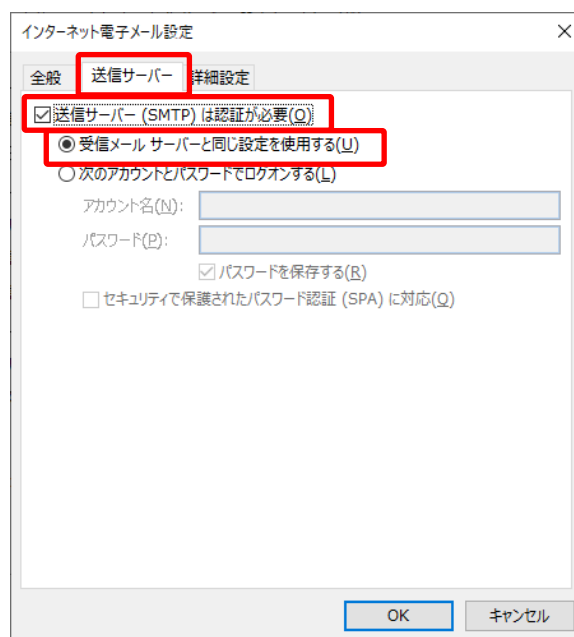 インターネット電子メール設定
全般 送信サーバー 詳細設定
送信サーバー (SMTP) は認証が必要(O)
受信メール サーバーと同じ設定を使用する(U)
次のアカウントとパスワードでログオンする(L)
アカウント名(N):
パスワード(P):
パスワードを保存する(R)
セキュリティで保護されたパスワード認証 (SPA) に対応(Q)
OK キャンセル